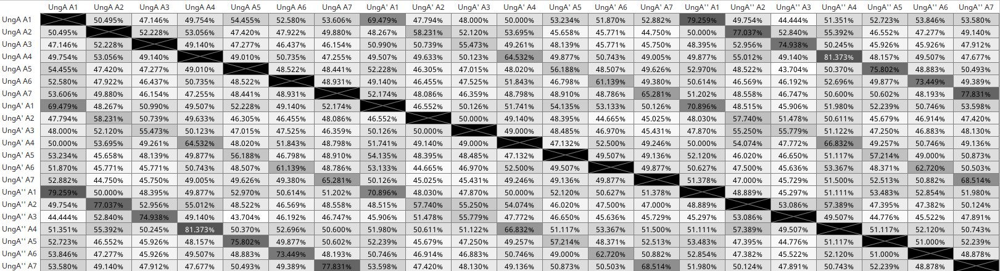 UngA A1 UngA A2 UngA A3 UngA A4 UngA A5 UngA A6 UngA A7 UngA' A1 UngA' A2 UngA' A3 UngA' A4 UngA' A5 UngA' A6 UngA' A7 UngA'' A1 UngA'' A2 UngA'' A3 UngA'' A4 UngA'' A5 UngA'' A6 UngA'' A7
UngA A1 50.495% 47.146% 49.754% 54.455% 52.580% 53.606% 69.479% 47.794% 48.000% 50.000% 53.234% 51.870% 52.882% 79.259% 49.754% 44.444% 51.351% 52.723% 53.846% 53.580%
UngA A2 50.495% 52.228% 53.056% 47.420% 47.922% 49.880% 48.267% 58.231% 52.120% 53.695% 45.658% 45.771% 44.750% 50.000% 77.037% 52.840% 55.392% 46.552% 47.277% 49.140%
UngA A3 47.146% 52.228% 49.140% 47.277% 46.437% 46.154% 50.990% 50.739% 55.473% 49.261% 48.139% 45.771% 45.750% 48.395% 52.956% 74.938% 50.245% 45.926% 45.926% 47.912%
UngA A4 49.754% 53.056% 49.140% 49.010% 50.735% 47.255% 49.507% 49.633% 50.123% 64.532% 49.877% 50.743% 49.005% 49.877% 55.012% 49.140% 81.373% 48.157% 49.507% 47.677%
UngA A5 54.455% 47.420% 47.277% 49.010% 48.522% 48.441% 52.228% 46.305% 47.015% 48.020% 56.188% 48.507% 49.626% 52.970% 48.522% 43.704% 50.370% 75.802% 48.883% 50.493%
UngA A6 52.580% 47.922% 46.437% 50.735% 48.522% 48.931% 49.140% 46.455% 47.525% 51.843% 46.798% 61.139% 49.380% 50.614% 46.569% 46.192% 52.696% 49.877% 73.449% 49.389%
UngA A7 53.606% 49.880% 46.154% 47.255% 48.441% 48.931% 52.174% 48.086% 46.359% 48.798% 48.910% 48.786% 65.281% 51.202% 48.558% 46.747% 50.600% 50.602% 48.193% 77.831%
UngA' A1 69.479% 48.267% 50.990% 49.507% 52.228% 49.140% 52.174% 46.552% 50.126% 51.741% 54.135% 53.133% 50.126% 70.896% 48.515% 45.906% 51.980% 52.239% 50.746% 53.598%
UngA' A2 47.794% 58.231% 50.739% 49.633% 46.305% 46.455% 48.086% 46.552% 50.000% 49.140% 48.395% 44.665% 45.025% 48.030% 57.740% 51.478% 50.611% 45.679% 46.914% 47.420%
UngA' A3 48.000% 52.120% 55.473% 50.123% 47.015% 47.525% 46.359% 50.126% 50.000% 49.000% 48.485% 46.970% 45.431% 47.870% 55.250% 55.779% 51.122% 47.250% 46.883% 48.130%
UngA' A4 50.000% 53.695% 49.261% 64.532% 48.020% 51.843% 48.798% 51.741% 49.140% 49.000% 47.132% 52.500% 49.246% 50.000% 54.074% 47.772% 66.832% 49.257% 50.746% 49.136%
UngA' A5 53.234% 45.658% 48.139% 49.877% 56.188% 46.798% 48.910% 54.135% 48.395% 48.485% 47.132% 49.507% 49.136% 52.120% 46.020% 46.650% 51.117% 57.214% 49.000% 50.873%
UngA' A6 51.870% 45.771% 45.771% 50.743% 48.507% 61.139% 48.786% 53.133% 44.665% 46.970% 52.500% 49.507% 49.877% 50.627% 47.500% 45.636% 53.367% 48.371% 62.720% 50.503%
UngA' A7 52.882% 44.750% 45.750% 49.005% 49.626% 49.380% 65.281% 50.126% 45.025% 45.431% 49.246% 49.136% 49.877% 51.378% 47.000% 45.729% 51.500% 52.513% 50.882% 68.514%
UngA'' A1 79.259% 50.000% 48.395% 49.877% 52.970% 50.614% 51.202% 70.896% 48.030% 47.870% 50.000% 52.120% 50.627% 51.378% 48.889% 45.297% 51.111% 53.483% 52.854% 51.980%
UngA'' A2 49.754% 77.037% 52.956% 55.012% 48.522% 46.569% 48.558% 48.515% 57.740% 55.250% 54.074% 46.020% 47.500% 47.000% 48.889% 53.086% 57.389% 47.395% 47.382% 50.124%
UngA'' A3 44.444% 52.840% 74.938% 49.140% 43.704% 46.192% 46.747% 45.906% 51.478% 55.779% 47.772% 46.650% 45.636% 45.729% 45.297% 53.086% 49.507% 44.776% 45.522% 47.891%
UngA'' A4 51.351% 55.392% 50.245% 81.373% 50.370% 52.696% 50.600% 51.980% 50.611% 51.122% 66.832% 51.117% 53.367% 51.500% 51.111% 57.389% 49.507% 51.117% 52.120% 50.743%
UngA'' A5 52.723% 46.552% 45.926% 48.157% 75.802% 49.877% 50.602% 52.239% 45.679% 47.250% 49.257% 57.214% 48.371% 52.513% 53.483% 47.395% 44.776% 51.117% 51.000% 52.239%
UngA'' A6 53.846% 47.277% 45.926% 49.507% 48.883% 73.449% 48.193% 50.746% 46.914% 46.883% 50.746% 49.000% 62.720% 50.882% 52.854% 47.382% 45.522% 52.120% 51.000% 48.878%
UngA'' A7 53.580% 49.140% 47.912% 47.677% 50.493% 49.389% 77.831% 53.598% 47.420% 48.130% 49.136% 50.873% 50.503% 68.514% 51.980% 50.124% 47.891% 50.743% 52.239% 48.878%